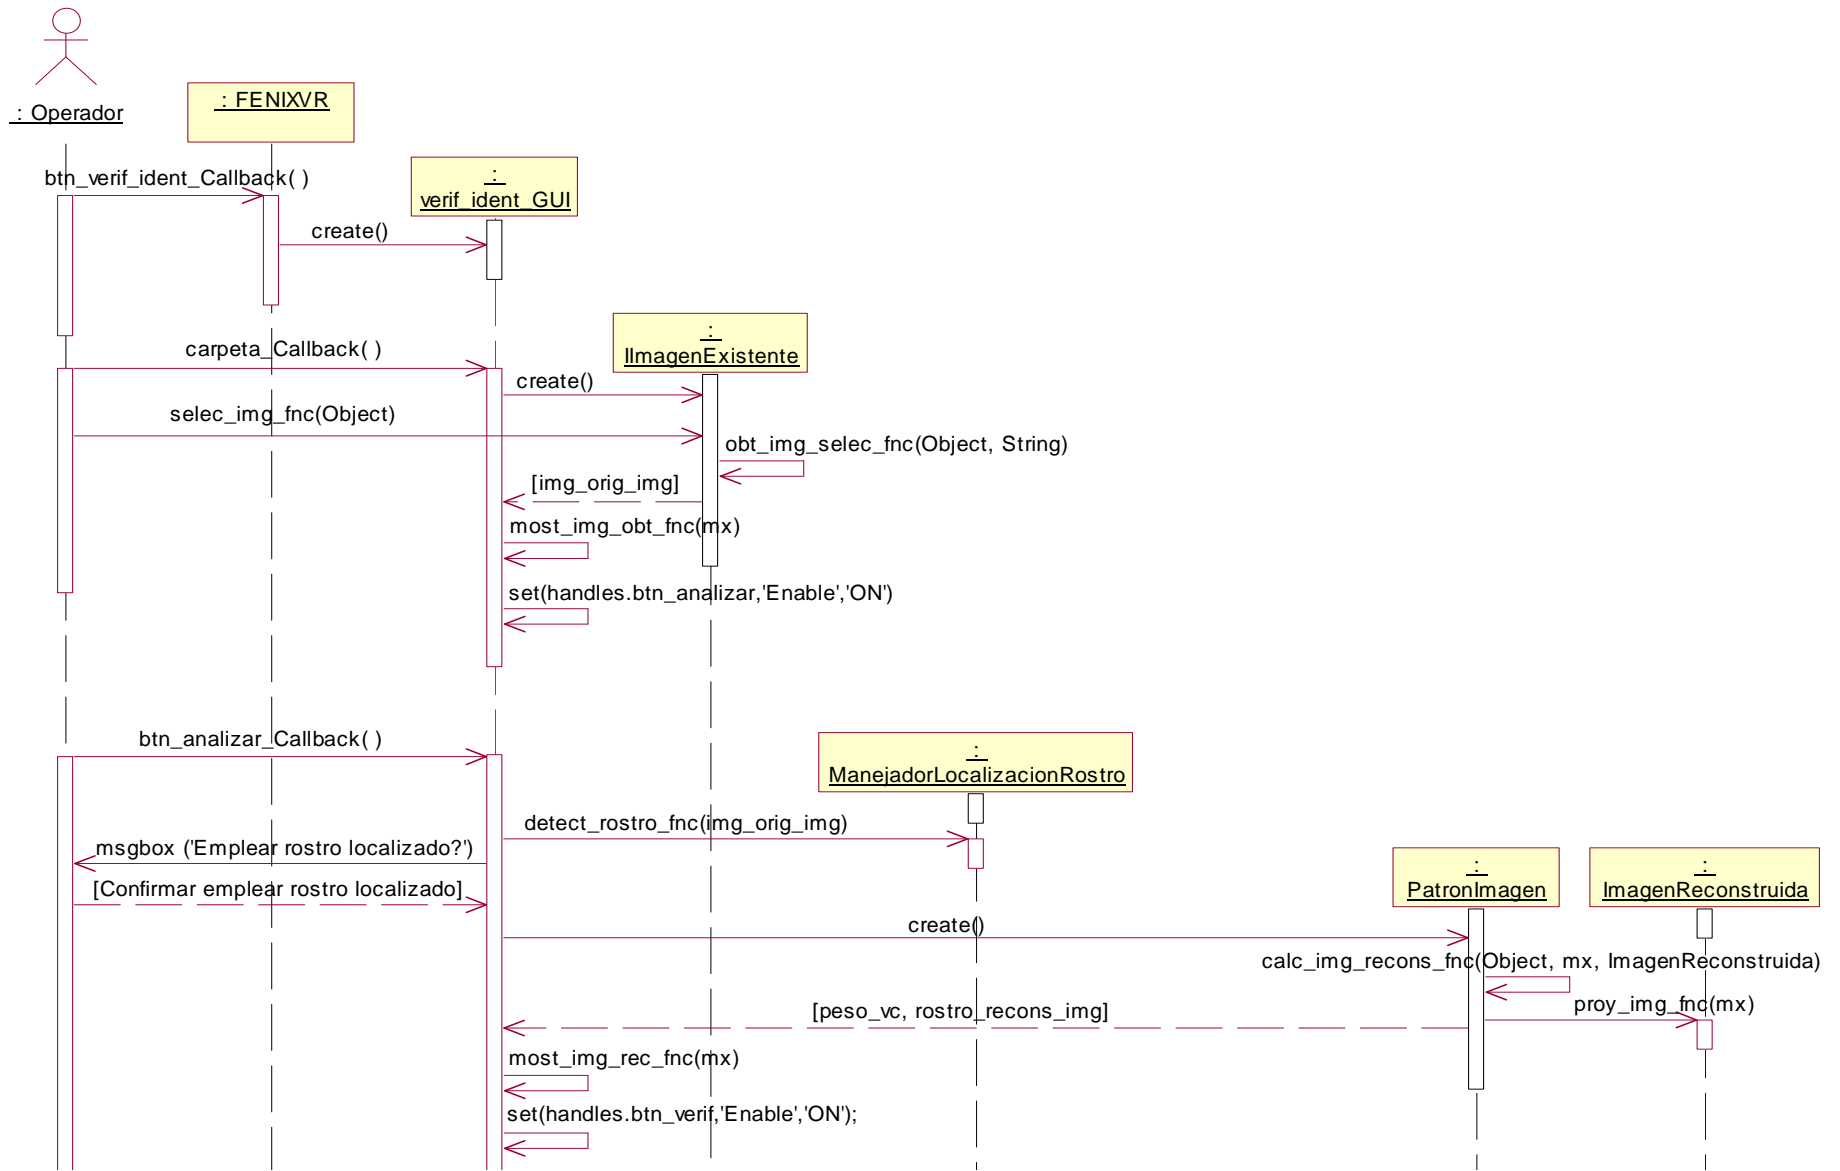 : Operador
: FENIXVR
btn_verif_ident_Callback( )
:
verif_ident_GUI
create()
:
IImagenExistente
carpeta_Callback( )
create()
selec_img_fnc(Object)
obt_img_selec_fnc(Object, String)
[img_orig_img]
most_img_obt_fnc(mx)
set(handles.btn_analizar,'Enable','ON')
btn_analizar_Callback( )
:
ManejadorLocalizacionRostro
detect_rostro_fnc(img_orig_img)
msgbox ('Emplear rostro localizado?')
[Confirmar emplear rostro localizado]
:
PatronImagen
:
ImagenReconstruida
create()
calc_img_recons_fnc(Object, mx, ImagenReconstruida)
[peso_vc, rostro_recons_img]
proy_img_fnc(mx)
most_img_rec_fnc(mx)
set(handles.btn_verif,'Enable','ON');